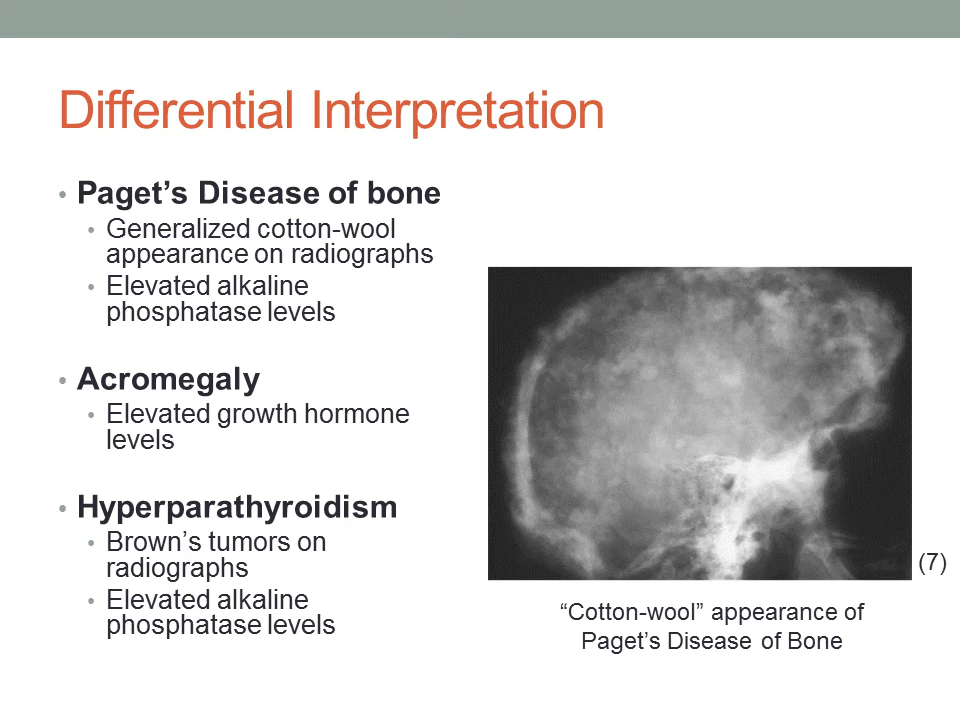 Differential Interpretation
• Paget’s Disease of bone
• Generalized cotton-wool
appearance on radiographs
• Elevated alkaline
phosphatase levels
• Acromegaly
• Elevated growth hormone
levels
• Hyperparathyroidism
• Brown’s tumors on
radiographs
• Elevated alkaline
phosphatase levels
(7)
“Cotton-wool” appearance of
Paget’s Disease of Bone